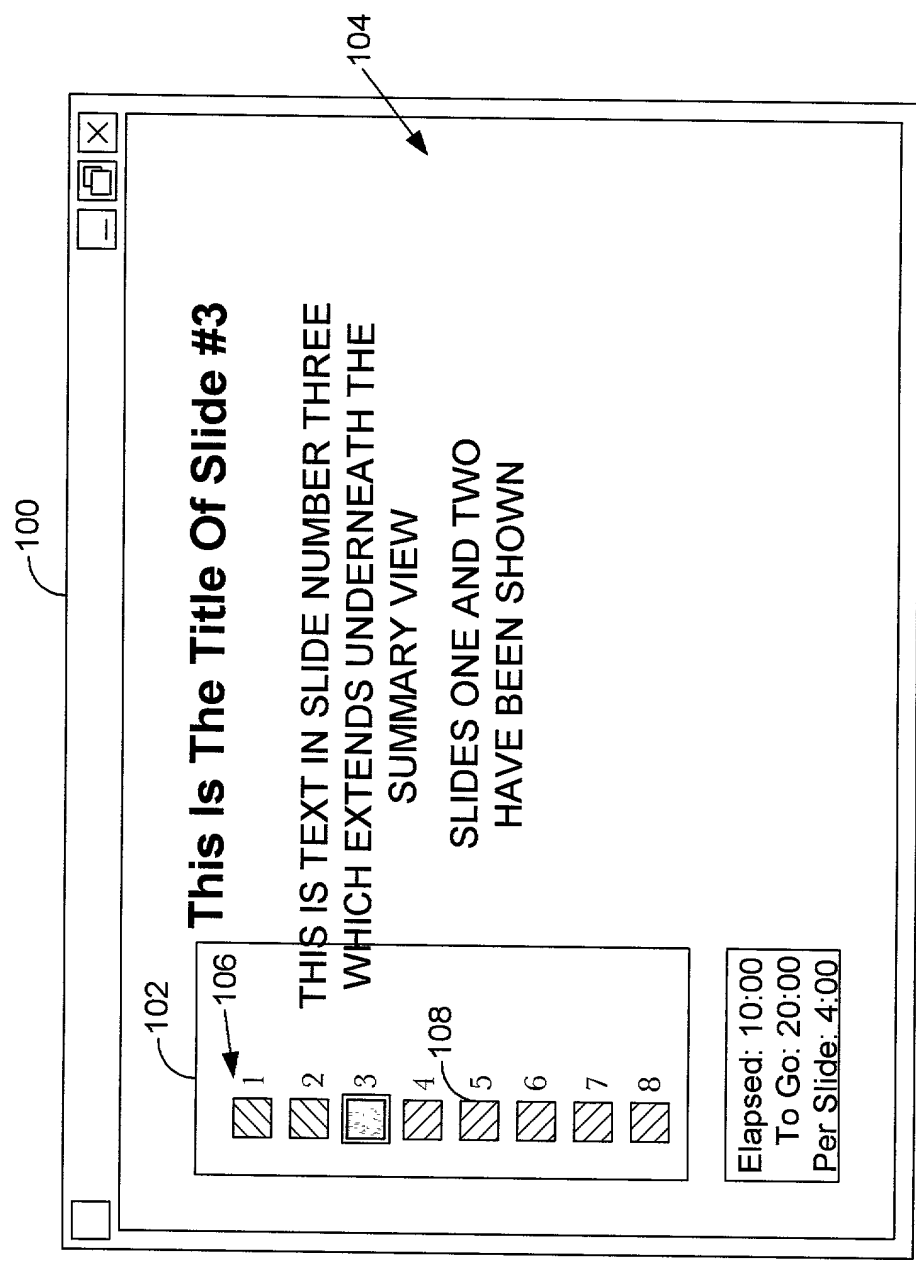 100
This Is The Title Of Slide #3
102
106
1
2
3
4
5
6
7
8
108
THIS IS TEXT IN SLIDE NUMBER THREE
WHICH EXTENDS UNDERNEATH THE
SUMMARY VIEW
SLIDES ONE AND TWO
HAVE BEEN SHOWN
104
Elapsed: 10:00
To Go: 20:00
Per Slide: 4:00